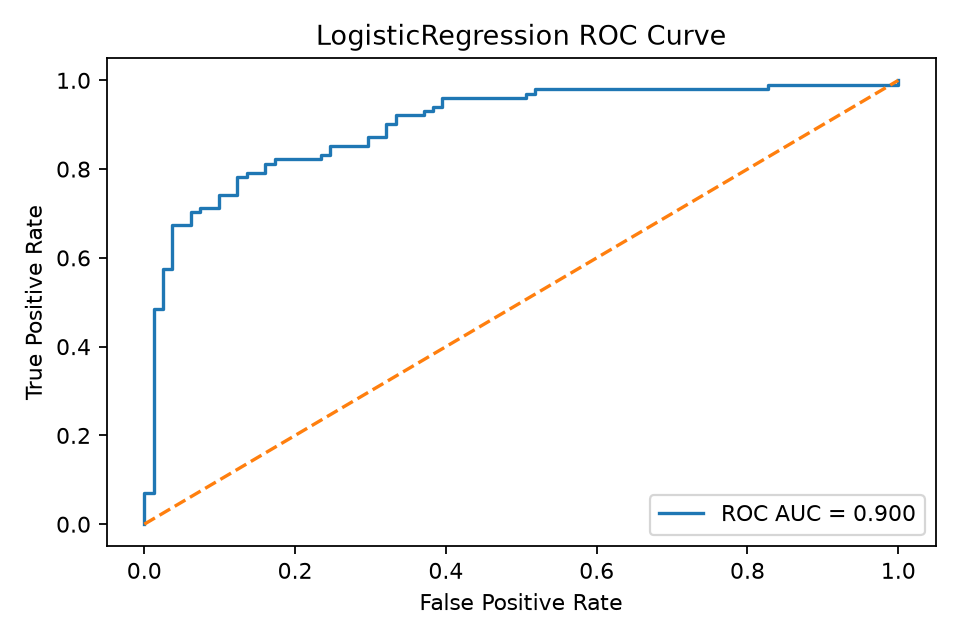 LogisticRegression ROC Curve
True Positive Rate
1.0
0.8
0.6
0.4
0.2
0.0
ROC AUC = 0.900
0.0 0.2 0.4 0.6 0.8 1.0
False Positive Rate